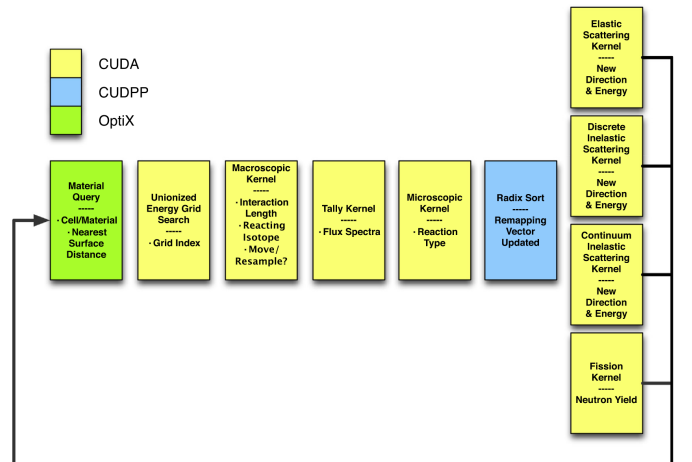 CUDA
CUDPP
OptiX
Material
Query
-----
· Cell/Material
· Nearest
Surface
Distance
Unionized
Energy Grid
Search
-----
· Grid Index
Macroscopic
Kernel
-----
· Interaction
Length
· Reacting
Isotope
· Move/
Resample?
Tally Kernel
-----
· Flux Spectra
Microscopic
Kernel
-----
· Reaction
Type
Radix Sort
-----
Remapping
Vector
Updated
Elastic
Scattering
Kernel
-----
New
Direction
& Energy
Discrete
Inelastic
Scattering
Kernel
-----
New
Direction
& Energy
Continuum
Inelastic
Scattering
Kernel
-----
New
Direction
& Energy
Fission
Kernel
-----
Neutron Yield